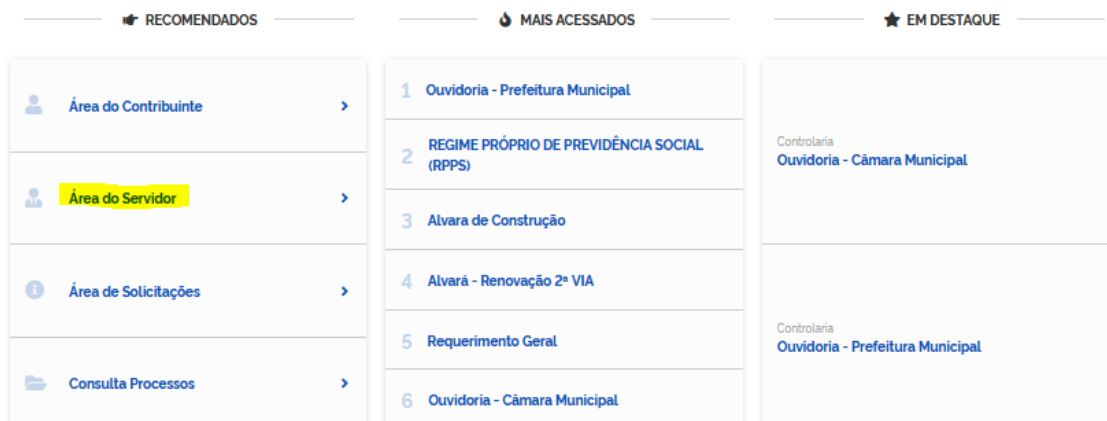 RECOMENDADOS
Área do Contribuinte
Área do Servidor
Área de Solicitações
Consulta Processos
MAIS ACESSADOS
1 Ouvidoria - Prefeitura Municipal
2 REGIME PRÓPRIO DE PREVIDÊNCIA SOCIAL
(RPPS)
3 Alvara de Construção
4 Alvará - Renovação 2ª VIA
5 Requerimento Geral
6 Ouvidoria - Câmara Municipal
EM DESTAQUE
Controlaria
Ouvidoria - Câmara Municipal
Controlaria
Ouvidoria - Prefeitura Municipal